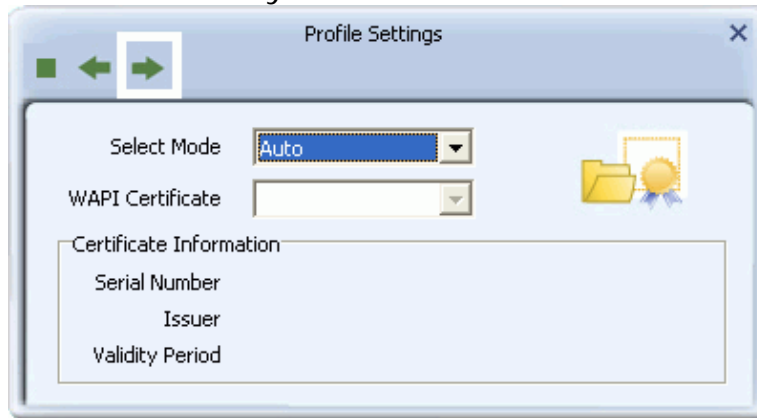 Profile Settings
Select Mode Auto
WAPI Certificate
Certificate Information
Serial Number
Issuer
Validity Period